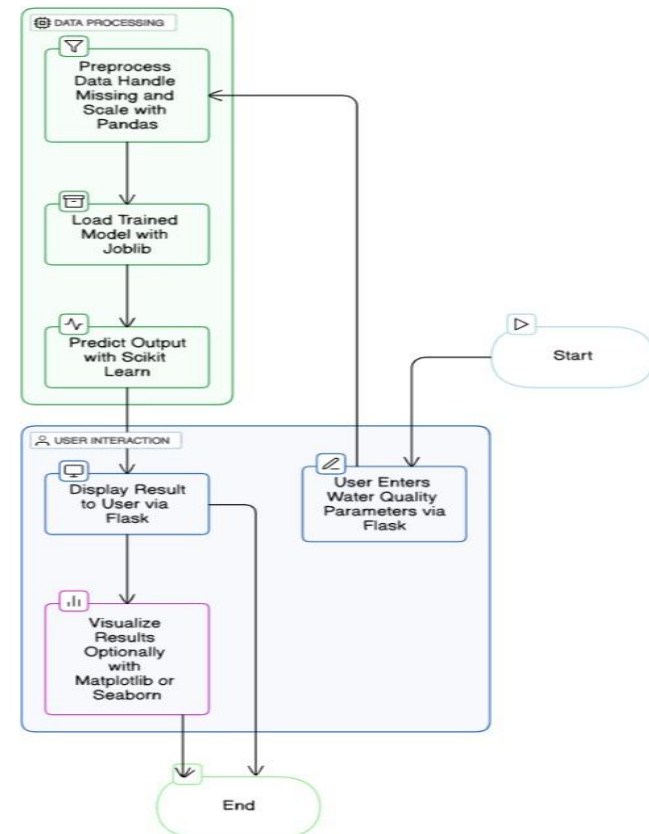 DATA PROCESSING
Preprocess
Data Handle
Missing and
Scale with
Pandas
Load Trained
Model with
Joblib
Predict Output
with Scikit
Learn
Start
USER INTERACTION
Display Result
to User via
Flask
User Enters
Water Quality
Parameters via
Flask
Visualize
Results
Optionally
with
Matplotlib or
Seaborn
End